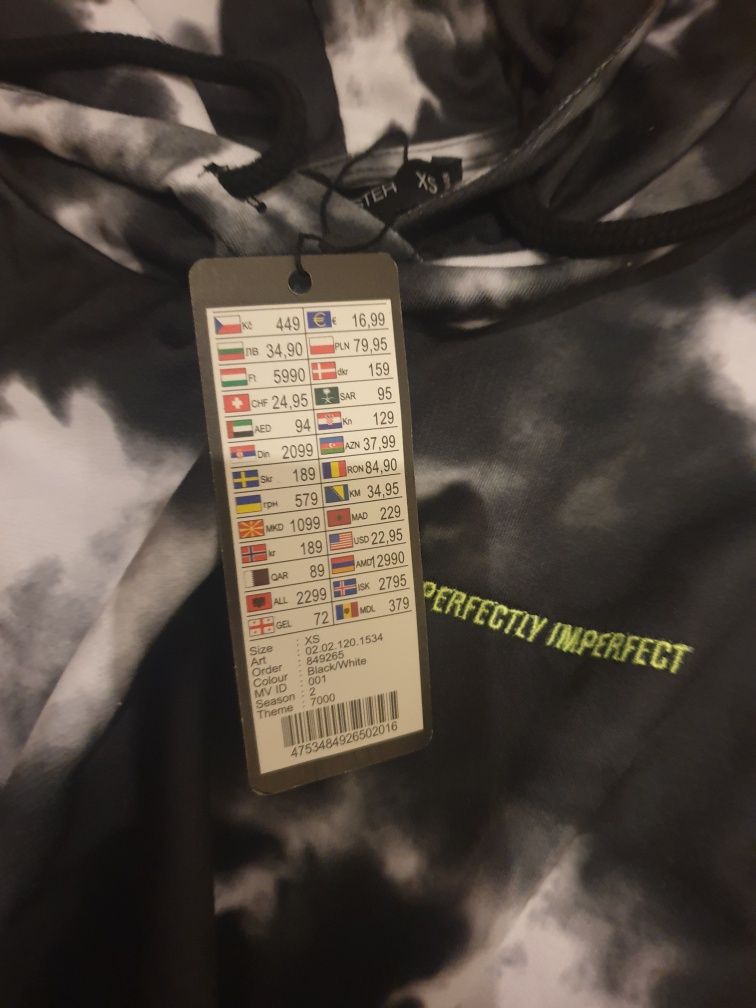 XS
449 € 16,99
ЛВ 34,90 PLN 79,95
Ft 5990 dkr 159
CHF 24,95 SAR 95
AED 94 Kn 129
Din 2099 AZN 37,99
Skr 189 RON 84,90
грн 579 KM 34,95
MKD 1099 MAD 229
kr 189 USD 22,95
QAR 89 AMD 12990
ALL 2299 ISK 2795
GEL 72 MDL 379
Size : XS
Art : 02.02.120.1534
Order : 849265
Colour : Black/White
MV ID : 001
Season : 2
Theme : 7000
4753484926502016
PERFECTLY IMPERFECT